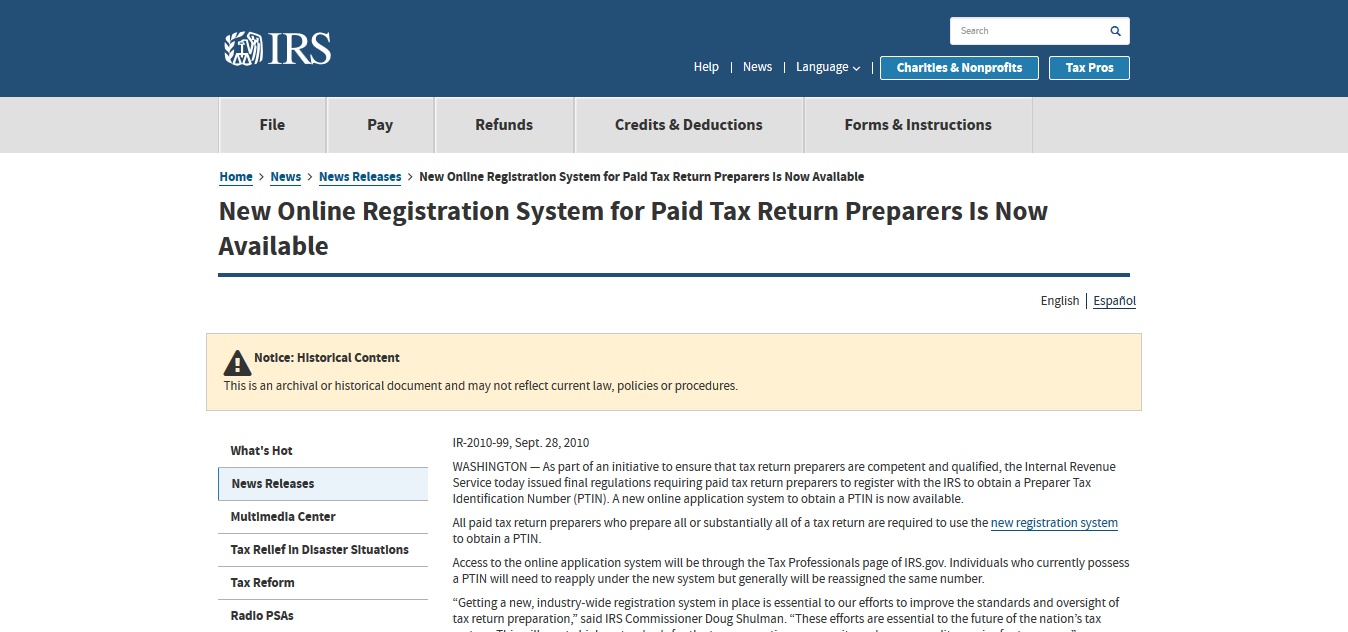 IRS
Search
Help
News
Language
Charities & Nonprofits
Tax Pros
File
Pay
Refunds
Credits & Deductions
Forms & Instructions
Home > News > News Releases > New Online Registration System for Paid Tax Return Preparers Is Now Available
New Online Registration System for Paid Tax Return Preparers Is Now
Available
English | Español
Notice: Historical Content
This is an archival or historical document and may not reflect current law, policies or procedures.
What's Hot
News Releases
Multimedia Center
Tax Relief in Disaster Situations
Tax Reform
Radio PSAs
IR-2010-99, Sept. 28, 2010
WASHINGTON — As part of an initiative to ensure that tax return preparers are competent and qualified, the Internal Revenue
Service today issued final regulations requiring paid tax return preparers to register with the IRS to obtain a Preparer Tax
Identification Number (PTIN). A new online application system to obtain a PTIN is now available.
All paid tax return preparers who prepare all or substantially all of a tax return are required to use the new registration system
to obtain a PTIN.
Access to the online application system will be through the Tax Professionals page of IRS.gov. Individuals who currently possess
a PTIN will need to reapply under the new system but generally will be reassigned the same number.
“Getting a new, industry-wide registration system in place is essential to our efforts to improve the standards and oversight of
tax return preparation,” said IRS Commissioner Doug Shulman. “These efforts are essential to the future of the nation’s tax